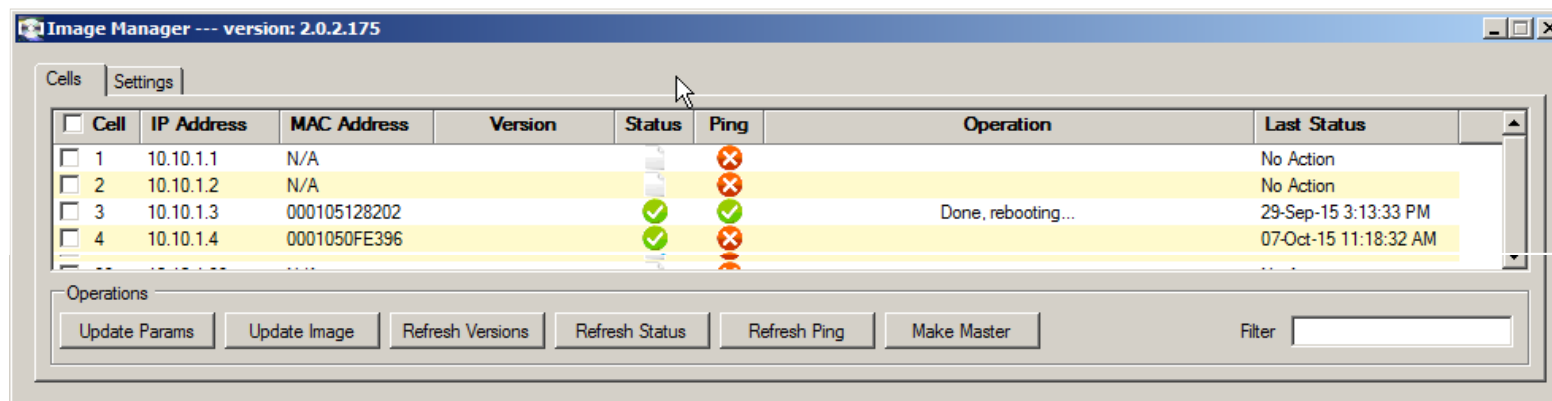 Image Manager --- version: 2.0.2.175
Cells Settings
Cell IP Address MAC Address Version Status Ping Operation Last Status
1 10.10.1.1 N/A No Action
2 10.10.1.2 N/A No Action
3 10.10.1.3 000105128202 Done, rebooting... 29-Sep-15 3:13:33 PM
4 10.10.1.4 0001050FE396 07-Oct-15 11:18:32 AM
Operations
Update Params Update Image Refresh Versions Refresh Status Refresh Ping Make Master Filter